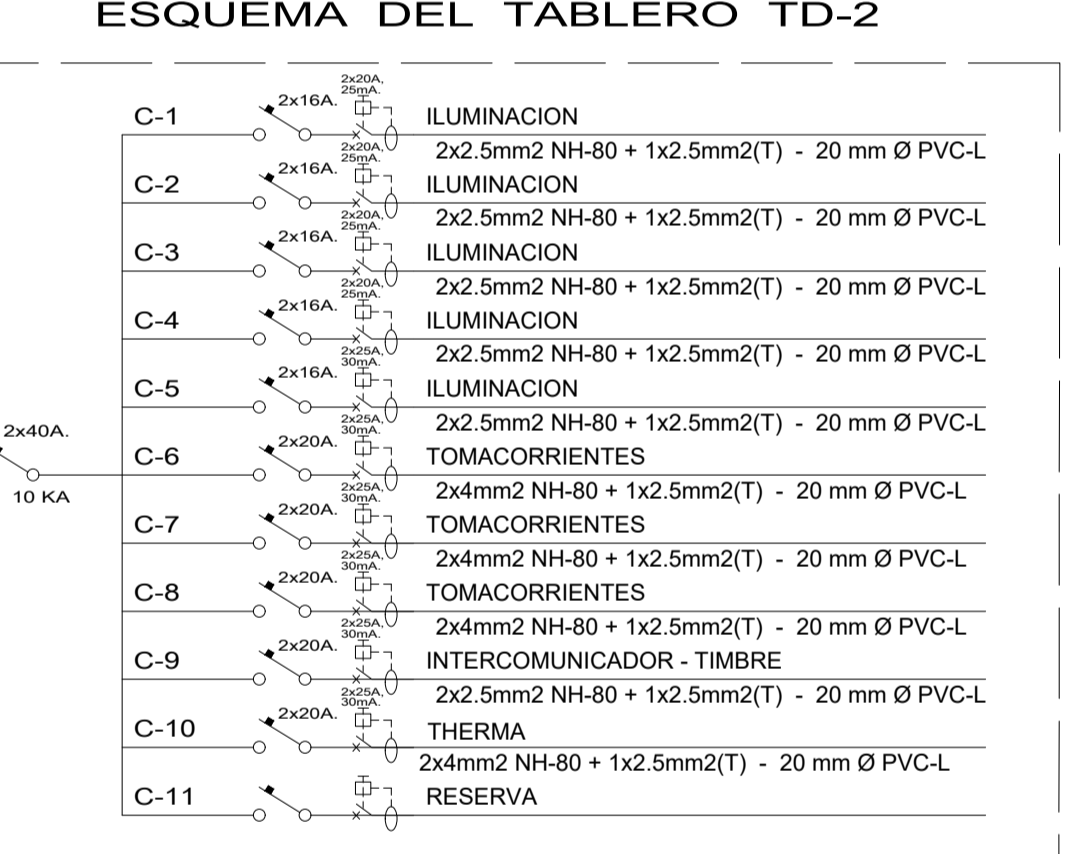 ESQUEMA DEL TABLERO TD-2
2x20A,
25mA.
C-1
2x16A.
ILUMINACION
2x2.5mm2 NH-80 + 1x2.5mm2(T) - 20 mm Ø PVC-L
2x20A,
25mA.
C-2
2x16A.
ILUMINACION
2x2.5mm2 NH-80 + 1x2.5mm2(T) - 20 mm Ø PVC-L
2x20A,
25mA.
C-3
2x16A.
ILUMINACION
2x2.5mm2 NH-80 + 1x2.5mm2(T) - 20 mm Ø PVC-L
2x20A,
25mA.
C-4
2x16A.
ILUMINACION
2x2.5mm2 NH-80 + 1x2.5mm2(T) - 20 mm Ø PVC-L
2x25A,
30mA.
C-5
2x16A.
ILUMINACION
2x2.5mm2 NH-80 + 1x2.5mm2(T) - 20 mm Ø PVC-L
2x40A.
10 KA
2x25A,
30mA.
C-6
2x20A.
TOMACORRIENTES
2x4mm2 NH-80 + 1x2.5mm2(T) - 20 mm Ø PVC-L
2x25A,
30mA.
C-7
2x20A.
TOMACORRIENTES
2x4mm2 NH-80 + 1x2.5mm2(T) - 20 mm Ø PVC-L
2x25A,
30mA.
C-8
2x20A.
TOMACORRIENTES
2x4mm2 NH-80 + 1x2.5mm2(T) - 20 mm Ø PVC-L
2x25A,
30mA.
C-9
2x20A.
INTERCOMUNICADOR - TIMBRE
2x2.5mm2 NH-80 + 1x2.5mm2(T) - 20 mm Ø PVC-L
2x25A,
30mA.
C-10
2x20A.
THERMA
2x4mm2 NH-80 + 1x2.5mm2(T) - 20 mm Ø PVC-L
C-11
RESERVA